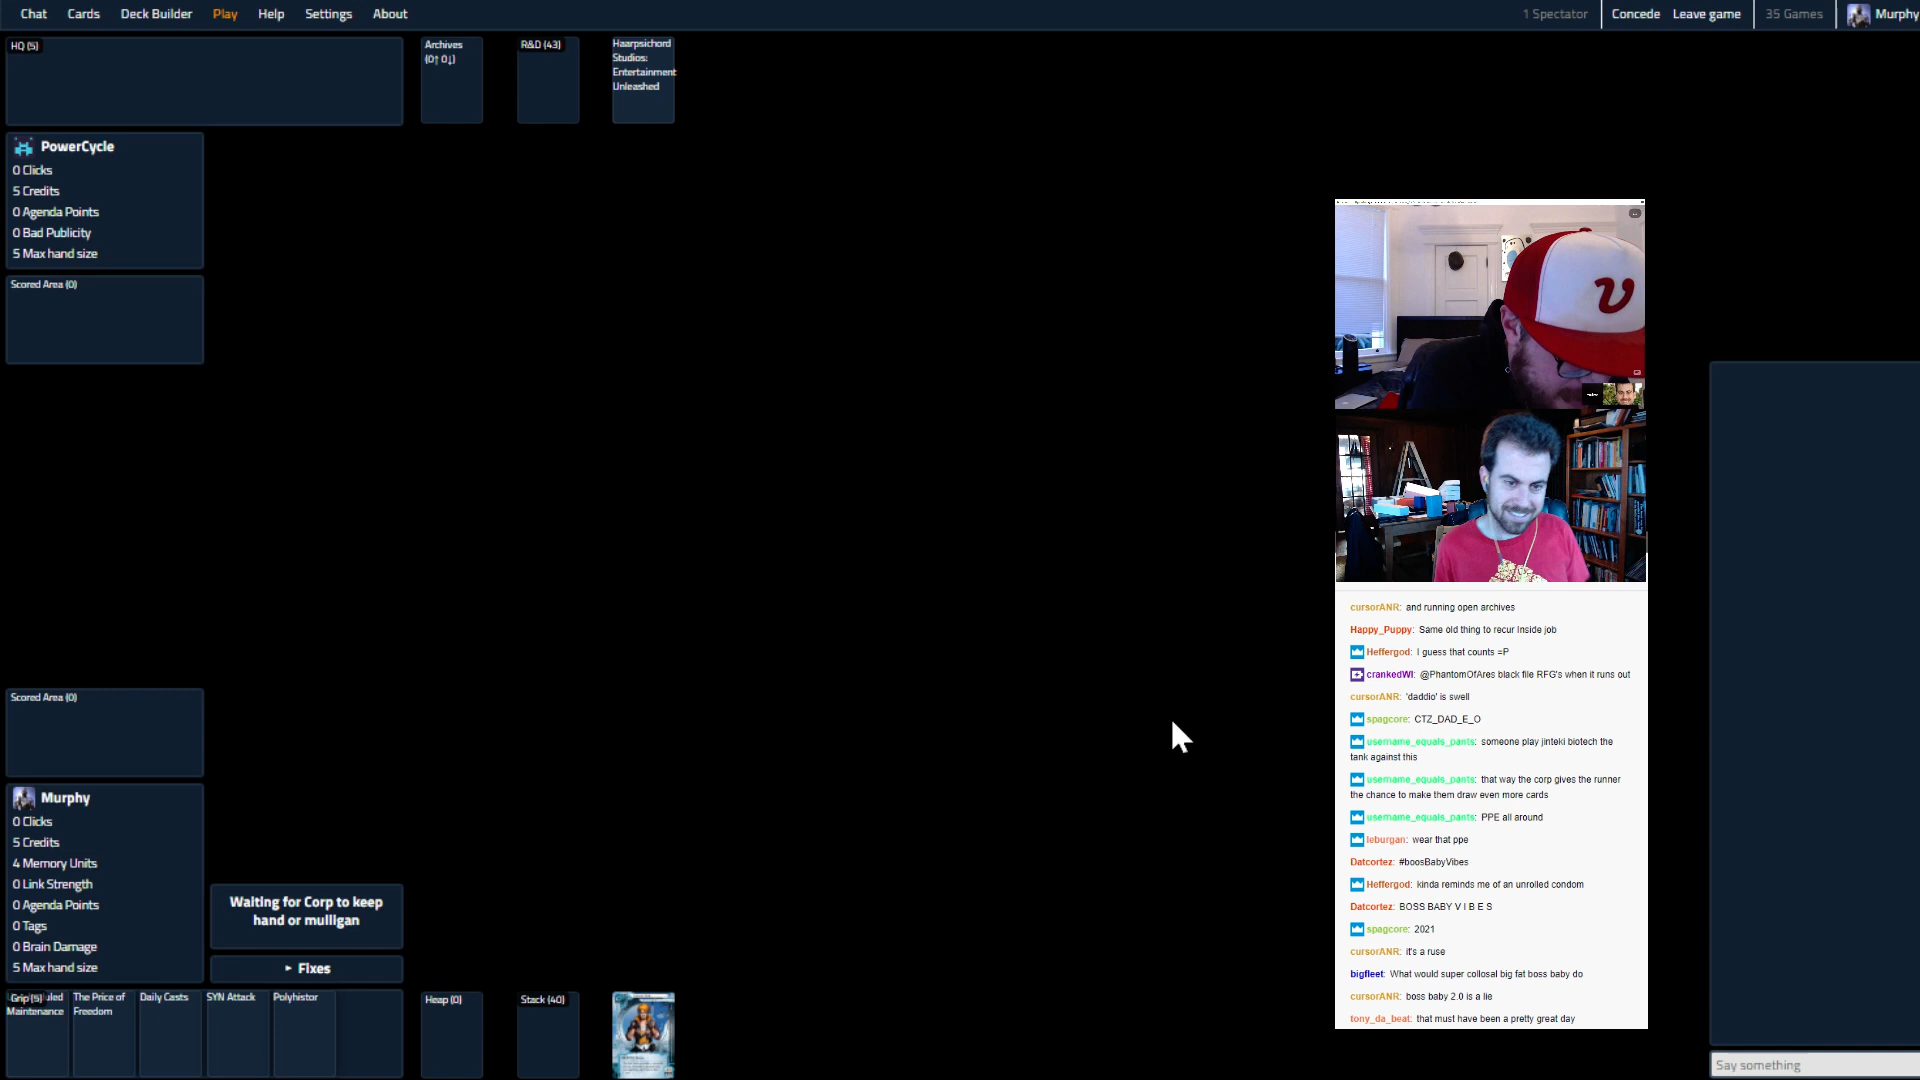 Chat Cards Deck Builder Play Help Settings About
1 Spectator Concede Leave game 35 Games Murphy
HQ (5)
Archives
(0↑ 0↓)
R&D (43)
Haarpsichord
Studios:
Entertainment
Unleashed
PowerCycle
0 Clicks
5 Credits
0 Agenda Points
0 Bad Publicity
5 Max hand size
Scored Area (0)
Scored Area (0)
Murphy
0 Clicks
5 Credits
4 Memory Units
0 Link Strength
0 Agenda Points
0 Tags
0 Brain Damage
5 Max hand size
Waiting for Corp to keep
hand or mulligan
▸ Fixes
Grip (5)
Maintenance
The Price of
Freedom
Daily Casts
SYN Attack
Polyhistor
Heap (0)
Stack (40)
cursorANR: and running open archives
Happy_Puppy: Same old thing to recur Inside job
Heffergod: I guess that counts =P
crankedWI: @PhantomOfAres black file RFG's when it runs out
cursorANR: 'daddio' is swell
spagcore: CTZ_DAD_E_O
username_equals_pants: someone play jinteki biotech the
tank against this
username_equals_pants: that way the corp gives the runner
the chance to make them draw even more cards
username_equals_pants: PPE all around
leburgan: wear that ppe
Datcortez: #boosBabyVibes
Heffergod: kinda reminds me of an unrolled condom
Datcortez: BOSS BABY V I B E S
spagcore: 2021
cursorANR: it's a ruse
bigfleet: What would super collosal big fat boss baby do
cursorANR: boss baby 2.0 is a lie
tony_da_beat: that must have been a pretty great day
Say something